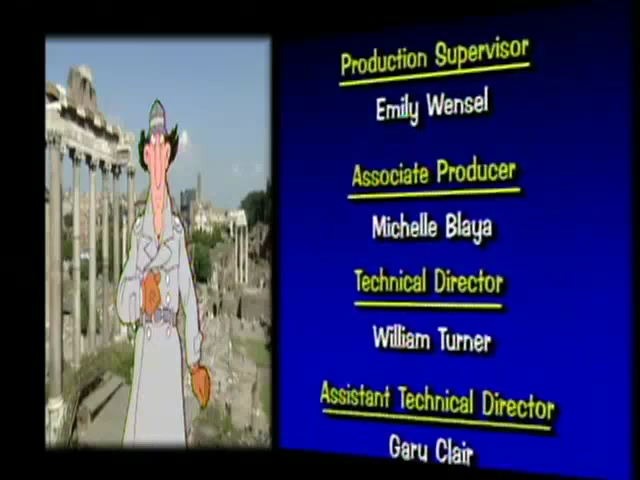 Production Supervisor
Emily Wensel
Associate Producer
Michelle Blaya
Technical Director
William Turner
Assistant Technical Director
Gary Clair